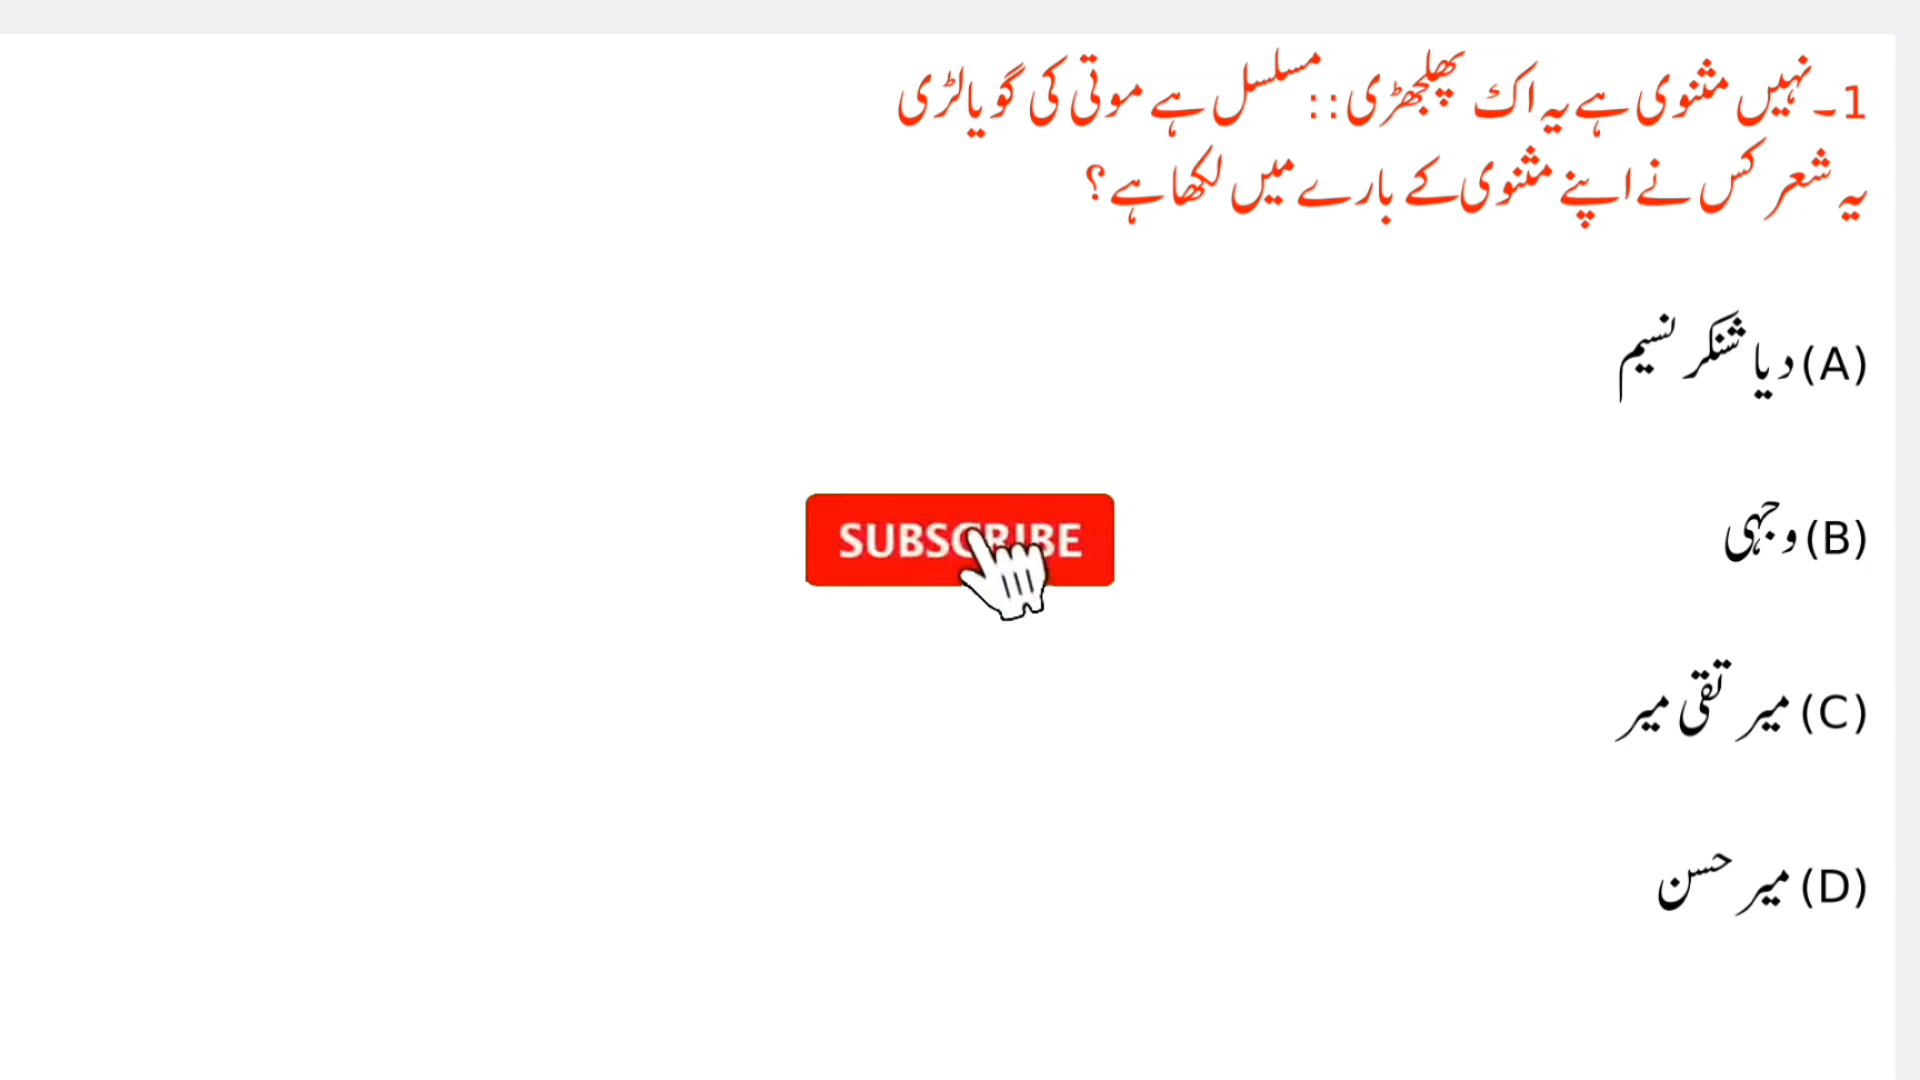 1۔نہیں مثنوی ہے یہ اک پھلجھڑی::مسلسل ہے موتی کی گویا لڑی
یہ شعر کس نے اپنے مثنوی کے بارے میں لکھا ہے؟
(A) دیا شنکر نسیم
SUBSCRIBE
(B) وجہی
(C) میر تقی میر
(D) میر حسن